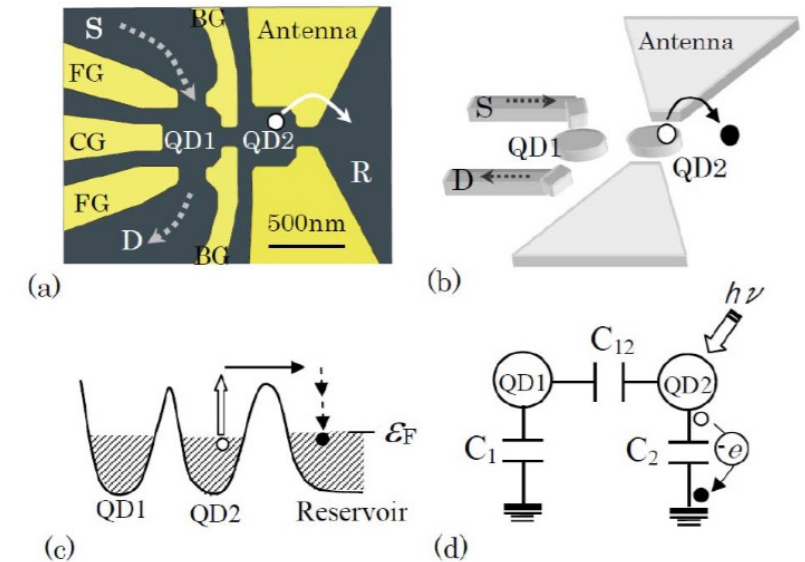 S
BG
Antenna
FG
CG
QD1
QD2
R
FG
500nm
D
BG
(a)
Antenna
S
QD1
D
QD2
(b)
εF
QD1
QD2
Reservoir
(c)
hν
C12
QD1
QD2
C1
C2
-e
(d)